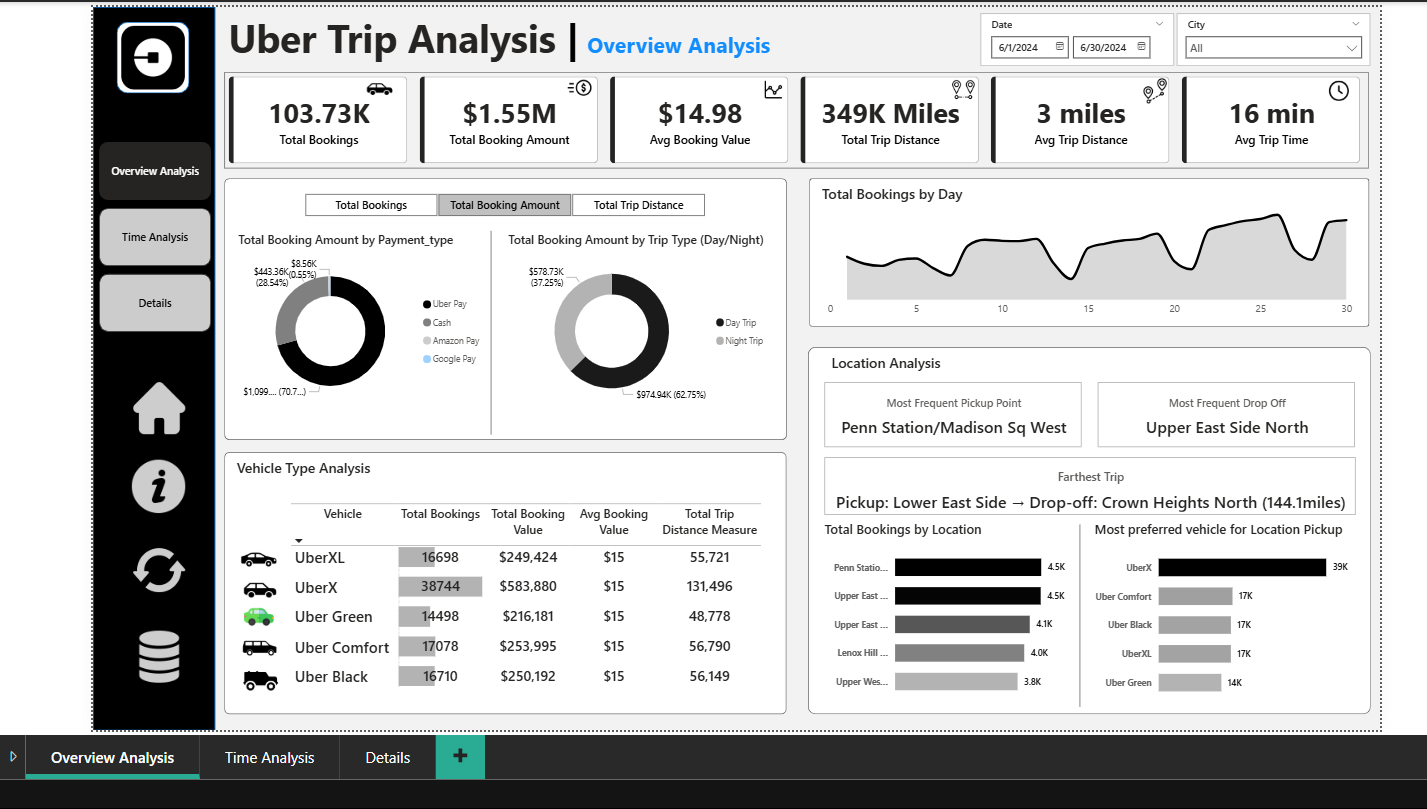 Uber Trip Analysis | Overview Analysis
Date
6/1/2024 6/30/2024
City
All
103.73K
Total Bookings
$1.55M
Total Booking Amount
$14.98
Avg Booking Value
349K Miles
Total Trip Distance
3 miles
Avg Trip Distance
16 min
Avg Trip Time
Overview Analysis
Time Analysis
Details
Total Bookings Total Booking Amount Total Trip Distance
Total Booking Amount by Payment_type
$8.56K
(0.55%)
$443.36K
(28.54%)
$1,099.... (70.7...)
Uber Pay
Cash
Amazon Pay
Google Pay
Total Booking Amount by Trip Type (Day/Night)
$578.73K
(37.25%)
$974.94K (62.75%)
Day Trip
Night Trip
Total Bookings by Day
0 5 10 15 20 25 30
Vehicle Type Analysis
Vehicle Total Bookings Total Booking Value Avg Booking Value Total Trip Distance Measure
UberXL 16698 $249,424 $15 55,721
UberX 38744 $583,880 $15 131,496
Uber Green 14498 $216,181 $15 48,778
Uber Comfort 17078 $253,995 $15 56,790
Uber Black 16710 $250,192 $15 56,149
Location Analysis
Most Frequent Pickup Point
Penn Station/Madison Sq West
Most Frequent Drop Off
Upper East Side North
Farthest Trip
Pickup: Lower East Side → Drop-off: Crown Heights North (144.1miles)
Total Bookings by Location
Penn Statio... 4.5K
Upper East ... 4.5K
Upper East ... 4.1K
Lenox Hill ... 4.0K
Upper Wes... 3.8K
Most preferred vehicle for Location Pickup
UberX 39K
Uber Comfort 17K
Uber Black 17K
UberXL 17K
Uber Green 14K
Overview Analysis Time Analysis Details +